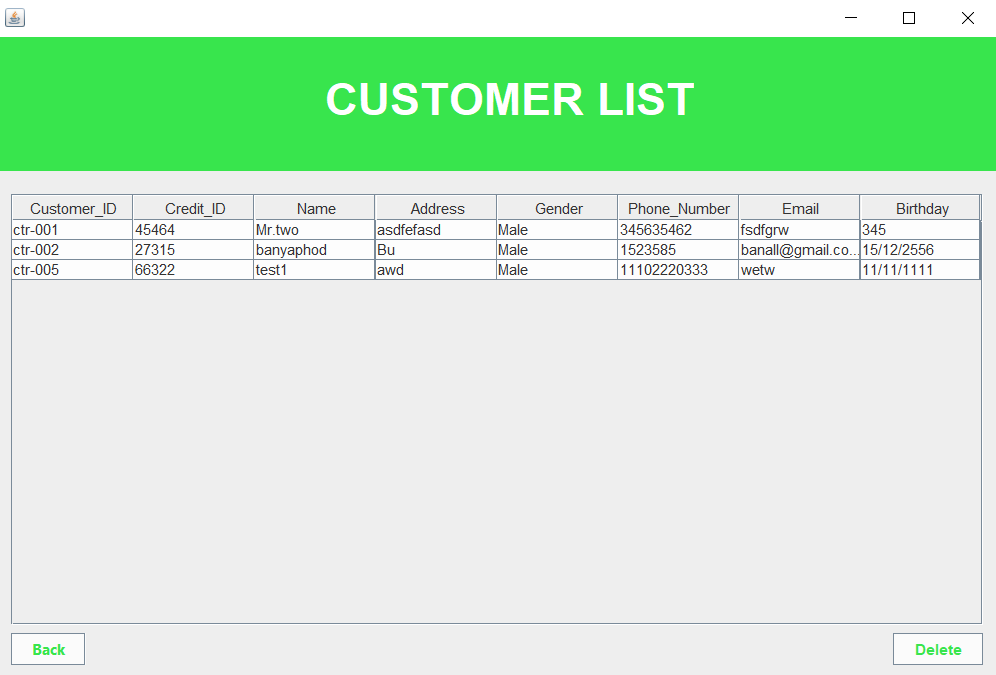 CUSTOMER LIST
Customer_ID Credit_ID Name Address Gender Phone_Number Email Birthday
ctr-001 45464 Mr.two asdfefasd Male 345635462 fsdfgrw 345
ctr-002 27315 banyaphod Bu Male 1523585 banall@gmail.co... 15/12/2556
ctr-005 66322 test1 awd Male 11102220333 wetw 11/11/1111
Back Delete